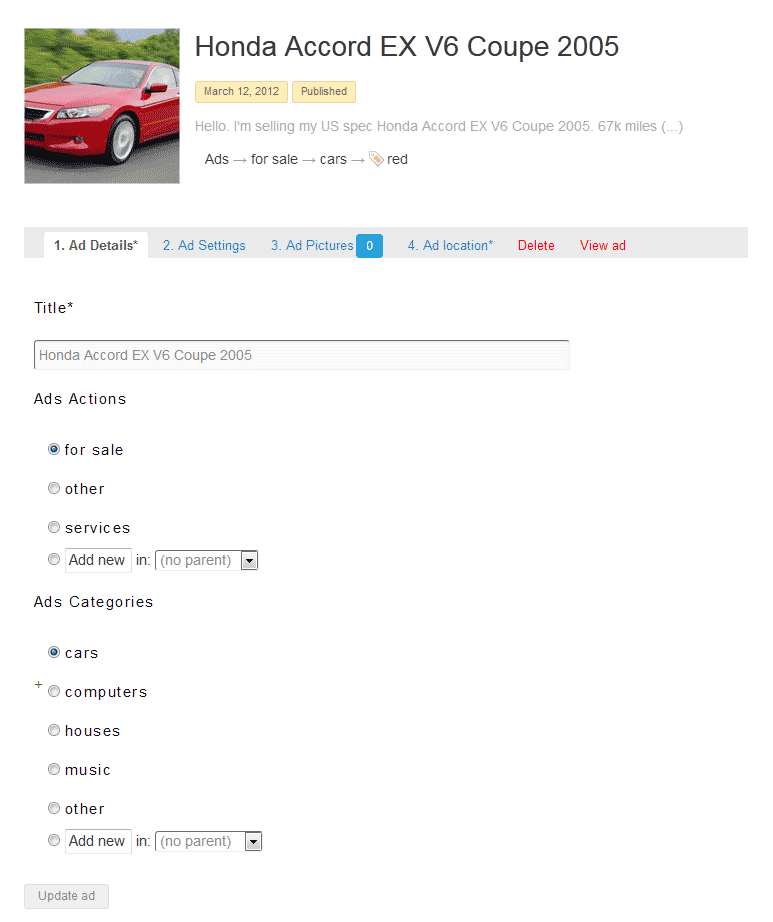 Honda Accord EX V6 Coupe 2005
March 12, 2012 Published
Hello. I'm selling my US spec Honda Accord EX V6 Coupe 2005. 67k miles (...)
Ads → for sale → cars → red
1. Ad Details* 2. Ad Settings 3. Ad Pictures 0 4. Ad location* Delete View ad
Title*
Honda Accord EX V6 Coupe 2005
Ads Actions
for sale
other
services
Add new in: (no parent)
Ads Categories
cars
+ computers
houses
music
other
Add new in: (no parent)
Update ad